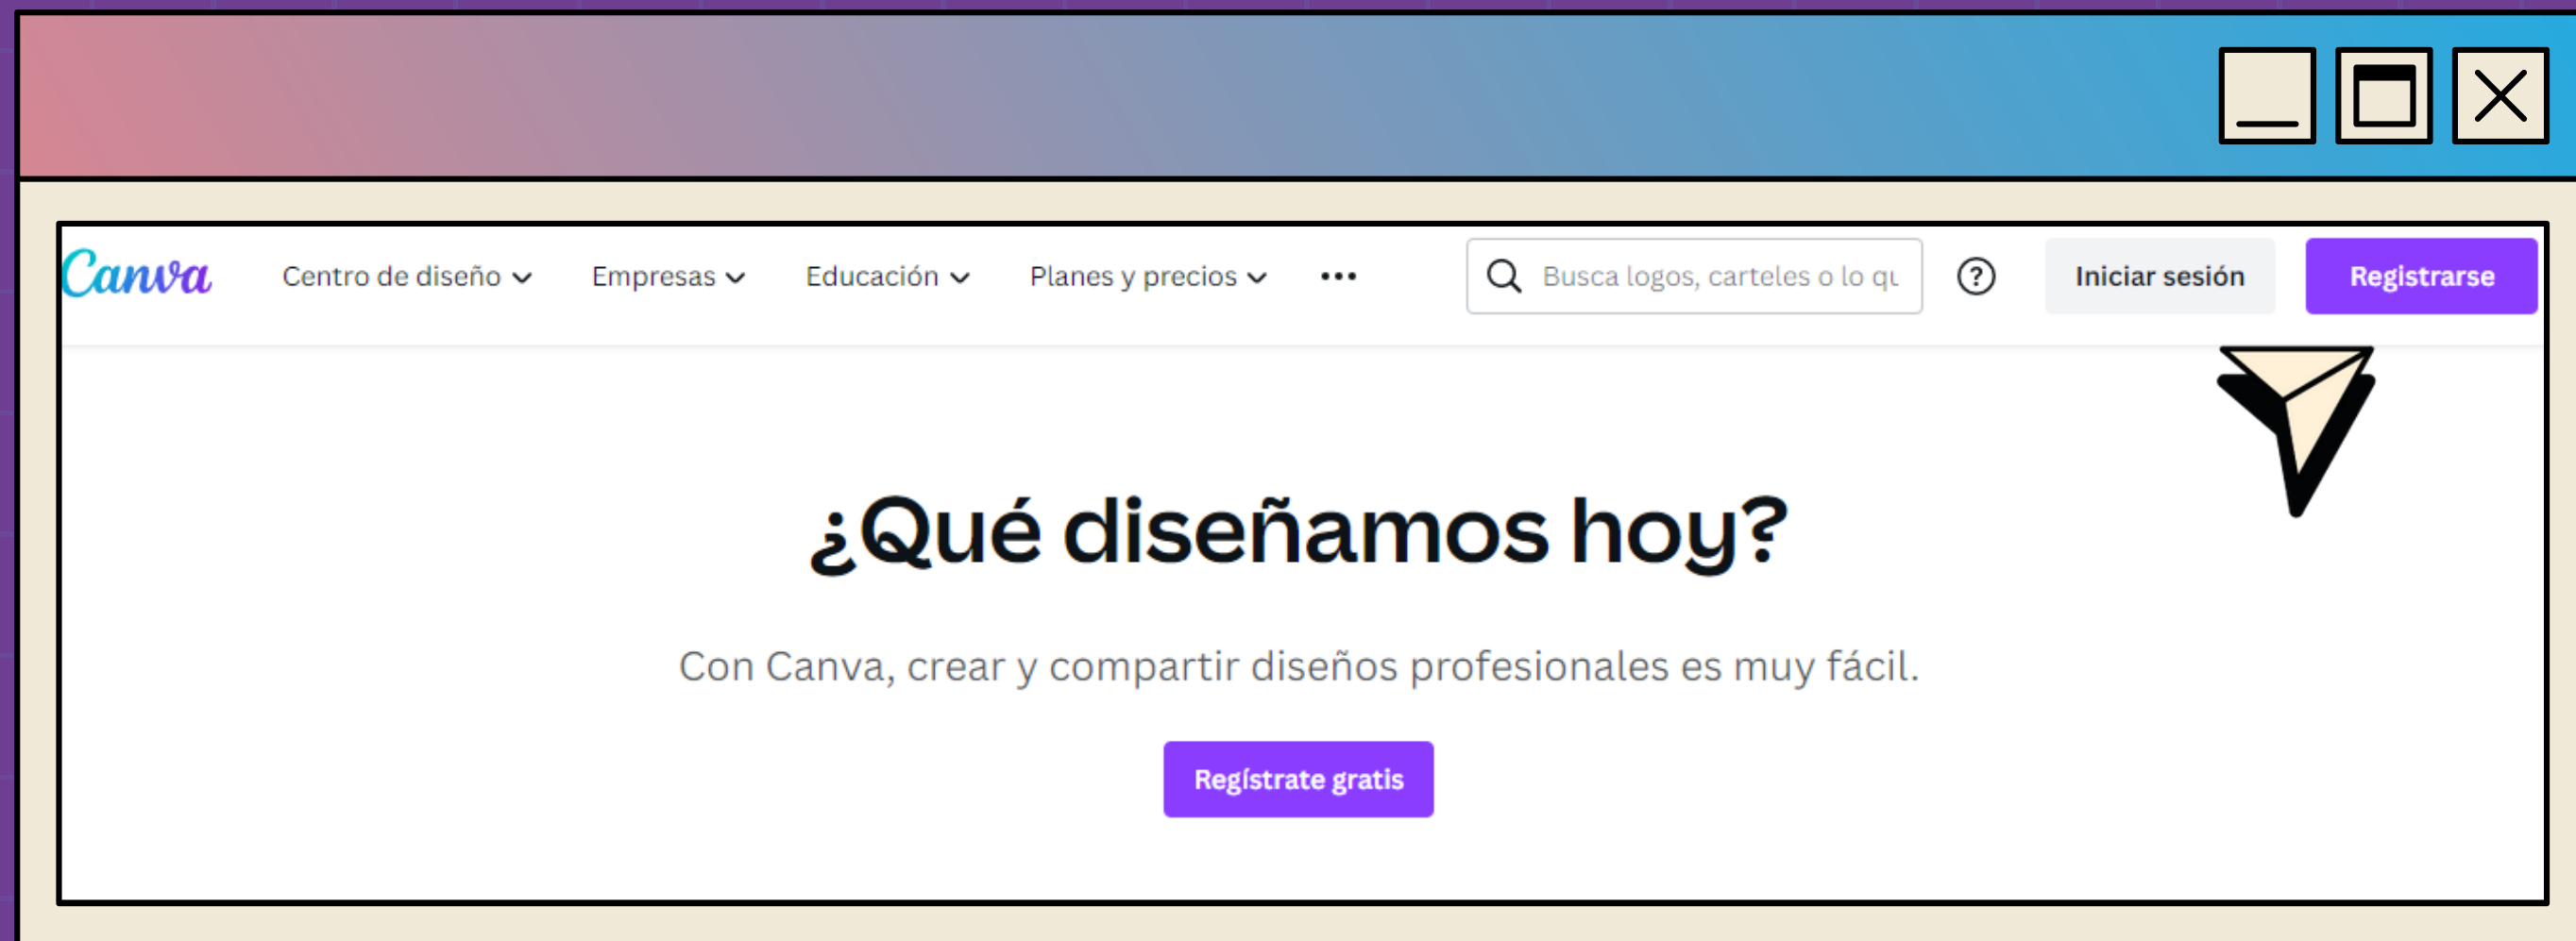 Canva Centro de diseño Empresas Educación Planes y precios ••• Busca logos, carteles o lo qu ? Iniciar sesión Registrarse
¿Qué diseñamos hoy?
Con Canva, crear y compartir diseños profesionales es muy fácil.
Regístrate gratis